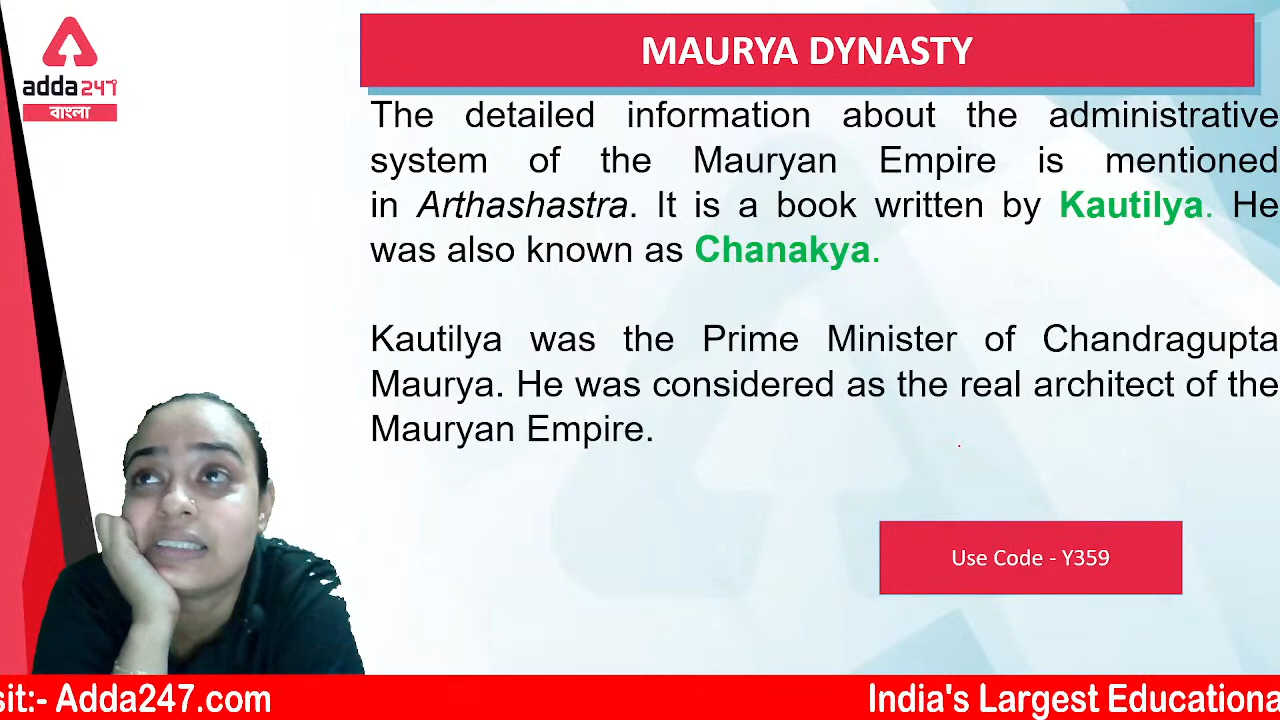 adda247
বাংলা
MAURYA DYNASTY
The detailed information about the administrative
system of the Mauryan Empire is mentioned
in Arthashastra. It is a book written by Kautilya. He
was also known as Chanakya.
Kautilya was the Prime Minister of Chandragupta
Maurya. He was considered as the real architect of the
Mauryan Empire.
Use Code - Y359
sit:- Adda247.com
India's Largest Educationa